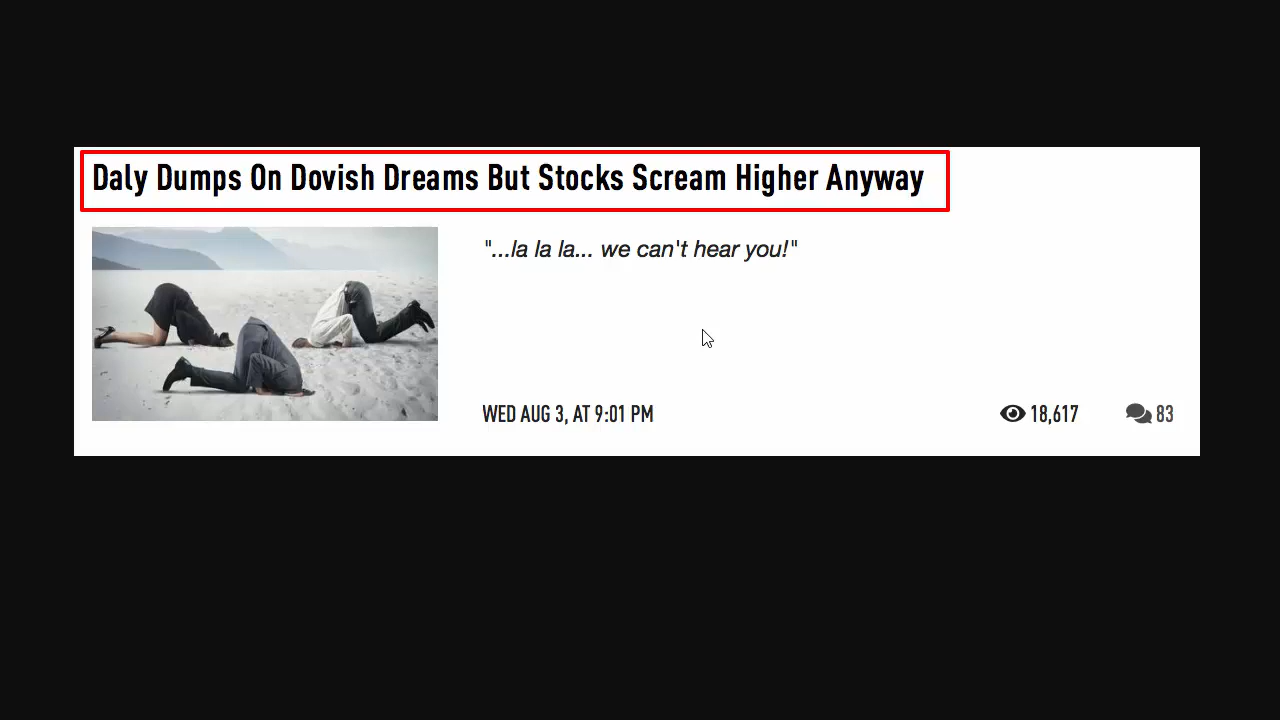 Daly Dumps On Dovish Dreams But Stocks Scream Higher Anyway
"...la la la... we can't hear you!"
WED AUG 3, AT 9:01 PM
18,617
83